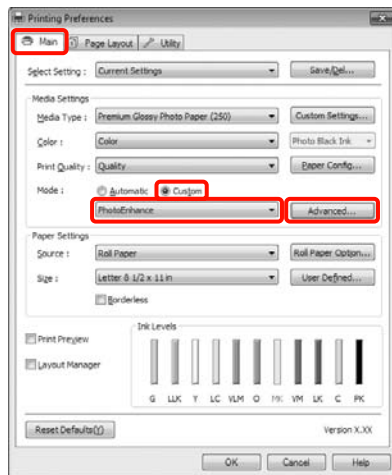 Printing Preferences
Main Page Layout Utility
Select Setting : Current Settings Save/Del...
Media Settings
Media Type : Premium Glossy Photo Paper (250) Custom Settings...
Color : Color Photo Black Ink
Print Quality : Quality Paper Config...
Mode : Automatic Custom
PhotoEnhance Advanced...
Paper Settings
Source : Roll Paper Roll Paper Option...
Size : Letter 8 1/2 x 11 in User Defined...
Borderless
Print Preview
Layout Manager
Ink Levels
G LLK Y LC VLM O MK VM LK C PK
Reset Defaults(Y) Version X.XX
OK Cancel Help